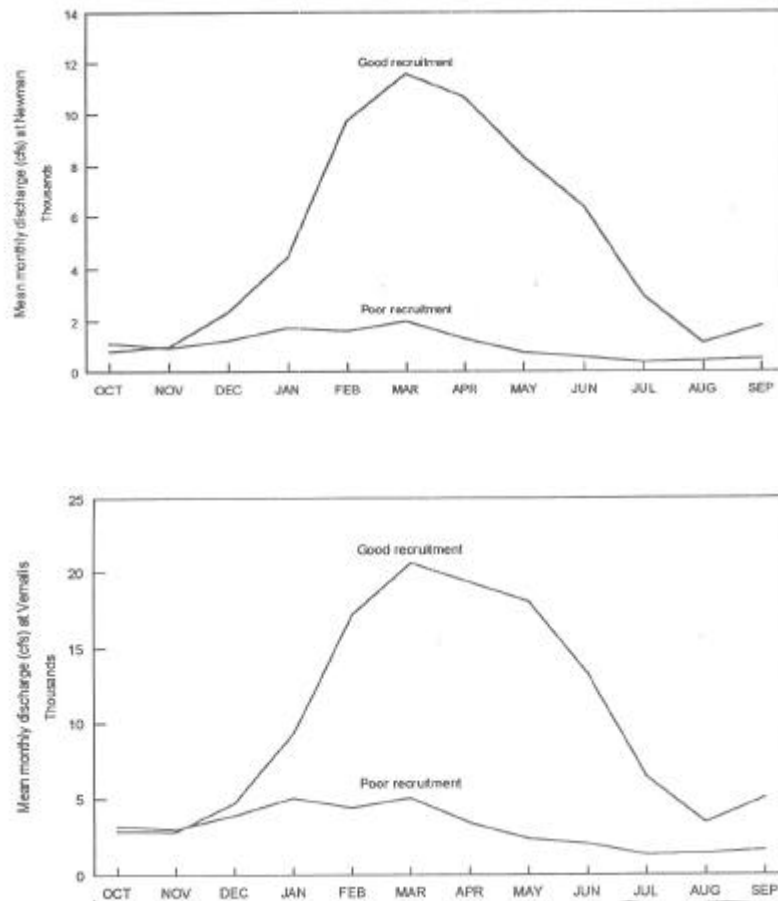 Mean monthly discharge (cfs) at Newman
Thousands
14
12
10
8
6
4
2
0
Good recruitment
Poor recruitment
OCT NOV DEC JAN FEB MAR APR MAY JUN JUL AUG SEP
Mean monthly discharge (cfs) at Vernalis
Thousands
25
20
15
10
5
0
Good recruitment
Poor recruitment
OCT NOV DEC JAN FEB MAR APR MAY JUN JUL AUG SEP